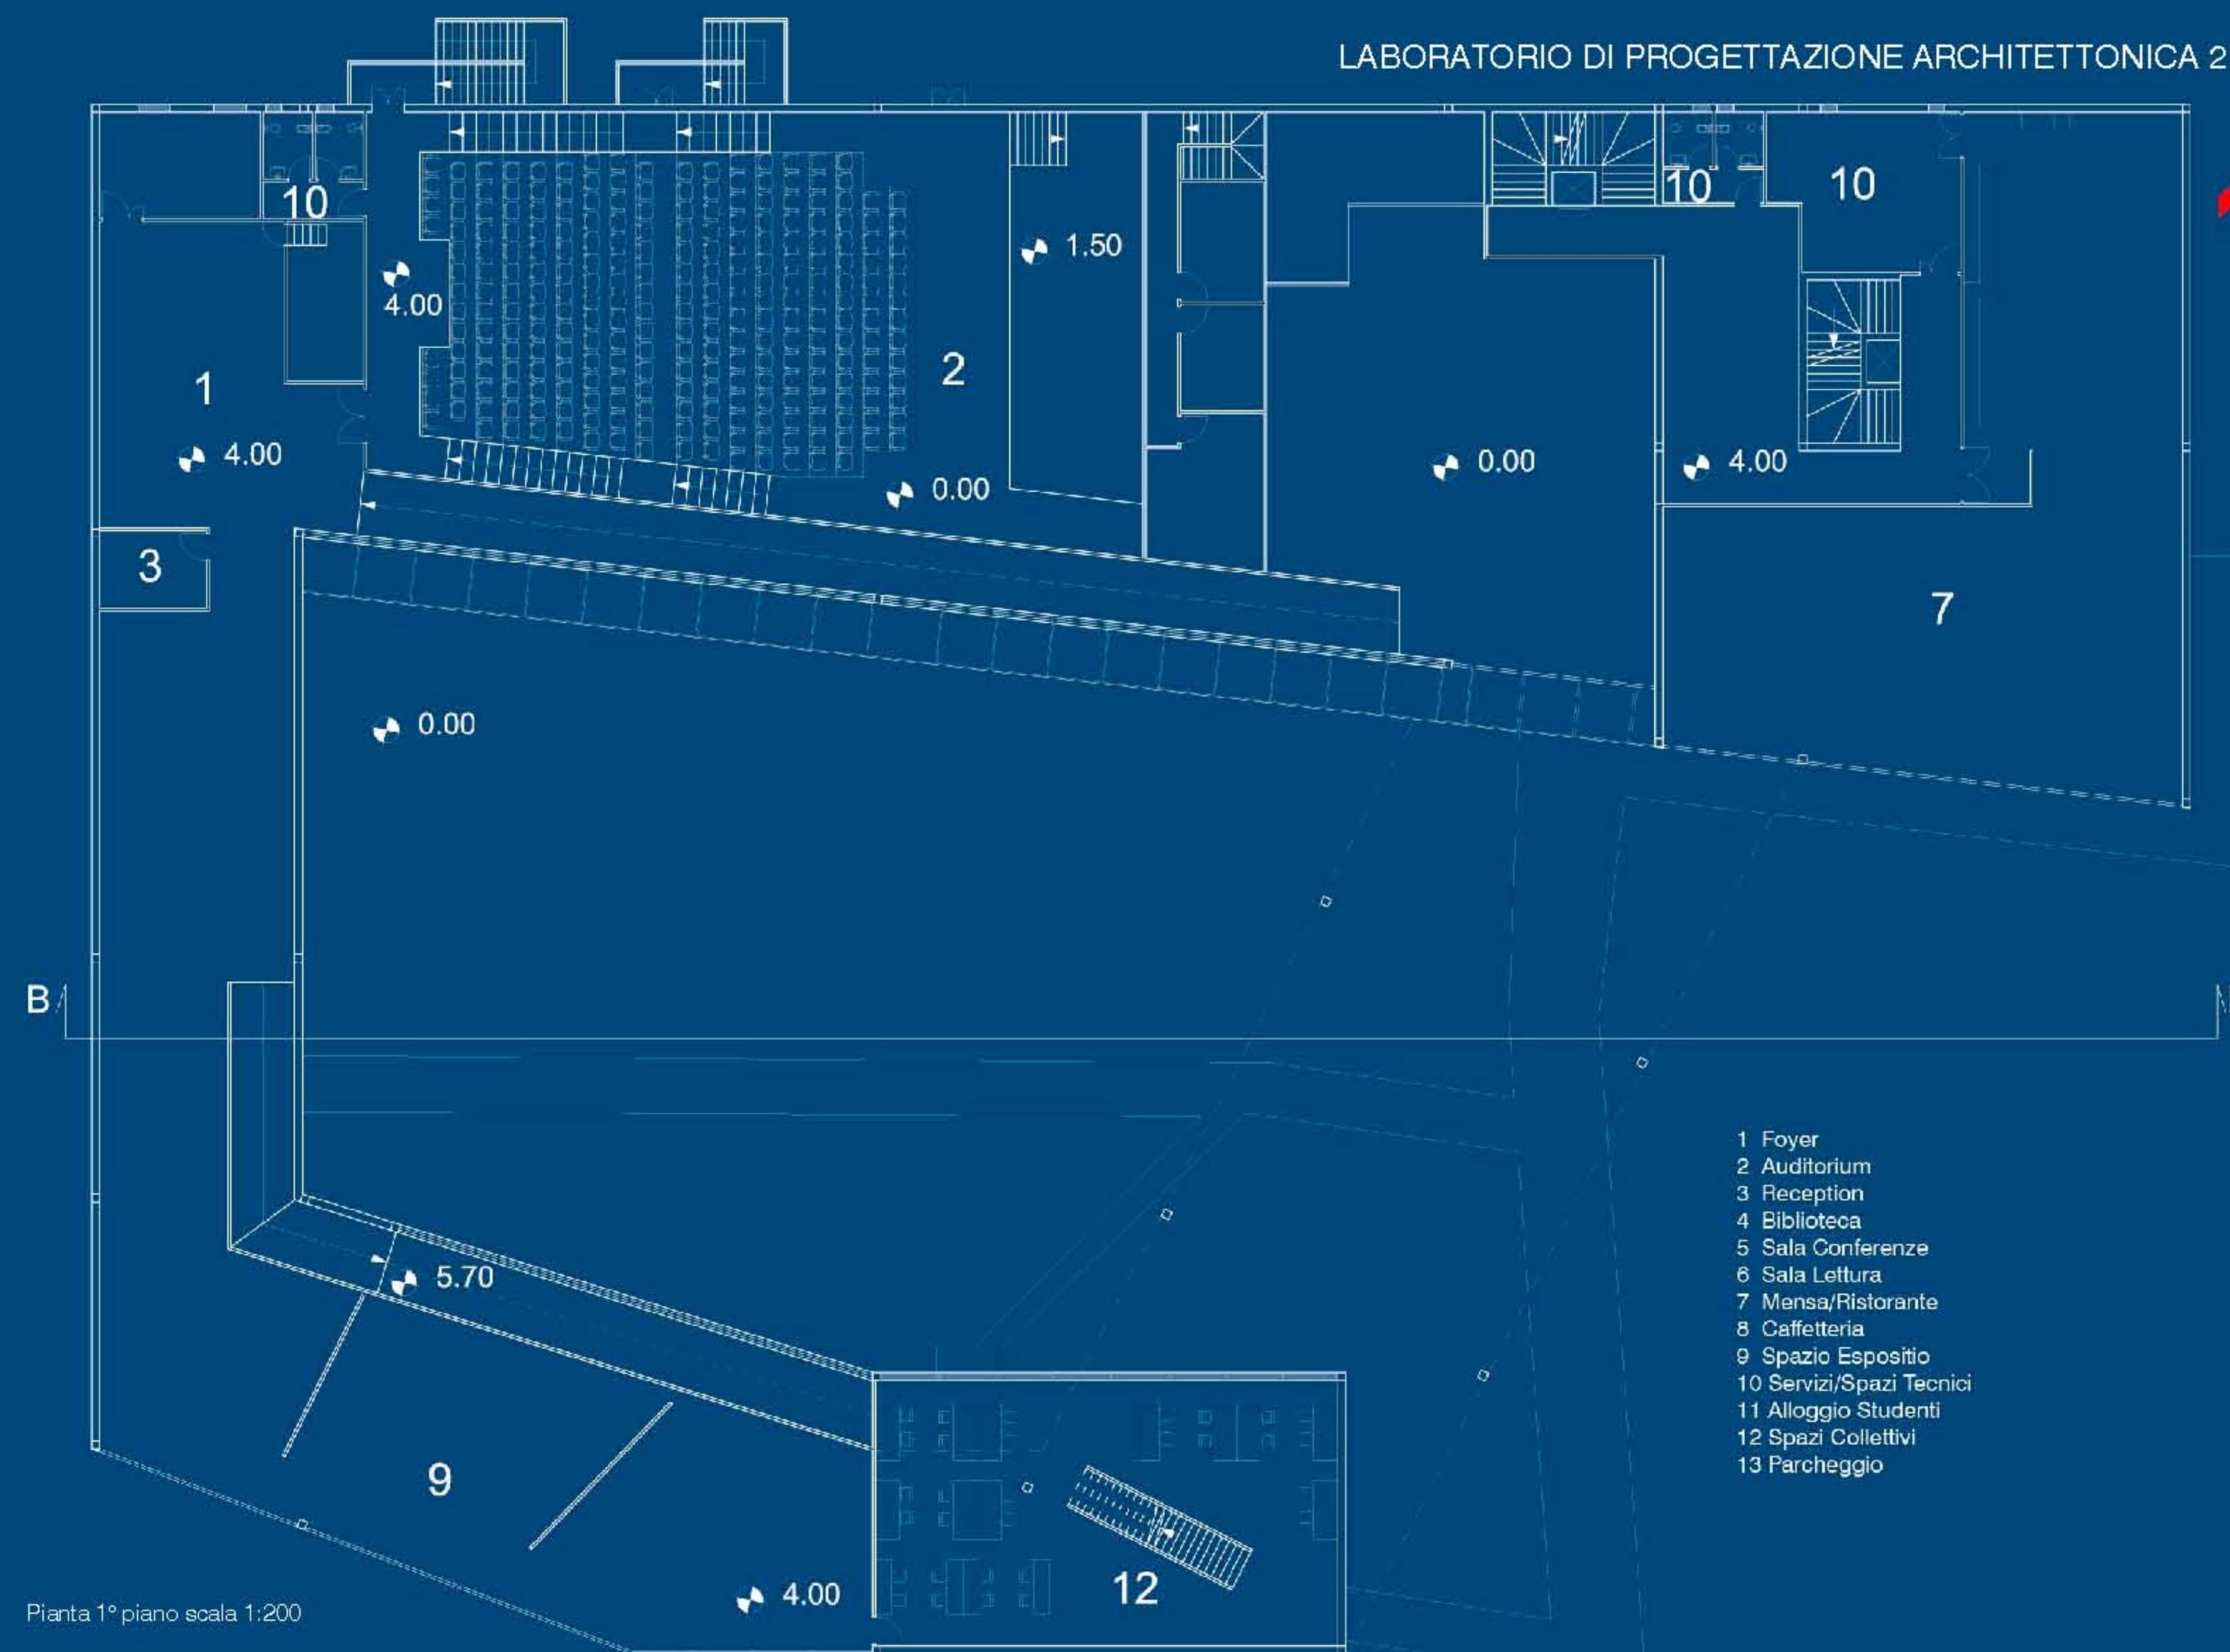 LABORATORIO DI PROGETTAZIONE ARCHITETTONICA 2
10
10
10
1.50
4.00
2
1
4.00
0.00
0.00
4.00
3
7
0.00
B
5.70
9
4.00
12
1 Foyer
2 Auditorium
3 Reception
4 Biblioteca
5 Sala Conferenze
6 Sala Lettura
7 Mensa/Ristorante
8 Caffetteria
9 Spazio Espositio
10 Servizi/Spazi Tecnici
11 Alloggio Studenti
12 Spazi Collettivi
13 Parcheggio
Pianta 1° piano scala 1:200